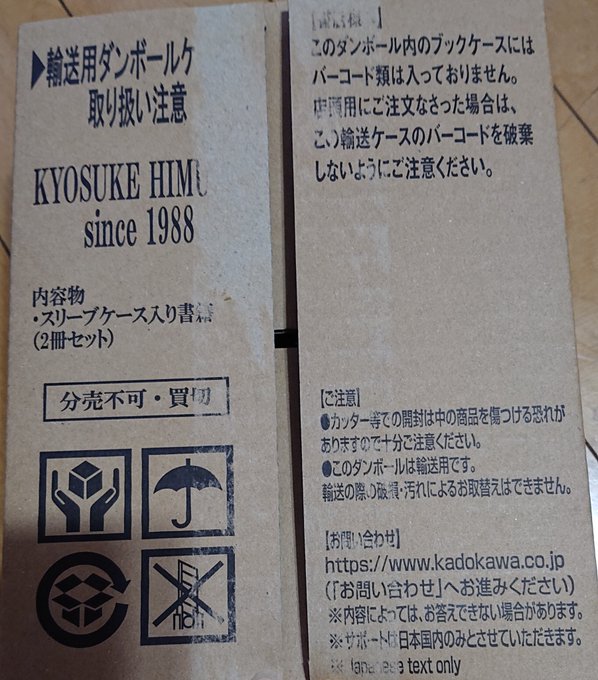 ▶輸送用ダンボールケ
取り扱い注意
KYOSUKE HIMU
since 1988
内容物
・スリーブケース入り書籍
(2冊セット)
分売不可・買切
このダンボール内のブックケースには
バーコード類は入っておりません。
店頭用にご注文なさった場合は、
この輸送ケースのバーコードを破棄
しないようにご注意ください。
【ご注意】
●カッター等での開封は中の商品を傷つける恐れが
ありますので十分ご注意ください。
●このダンボールは輸送用です。
輸送の際の破損・汚れによるお取替えはできません。
【お問い合わせ】
https://www.kadokawa.co.jp
(「お問い合わせ」へお進みください)
※内容によっては、お答えできない場合があります。
※サポートは日本国内のみとさせていただきます。
※Japanese text only